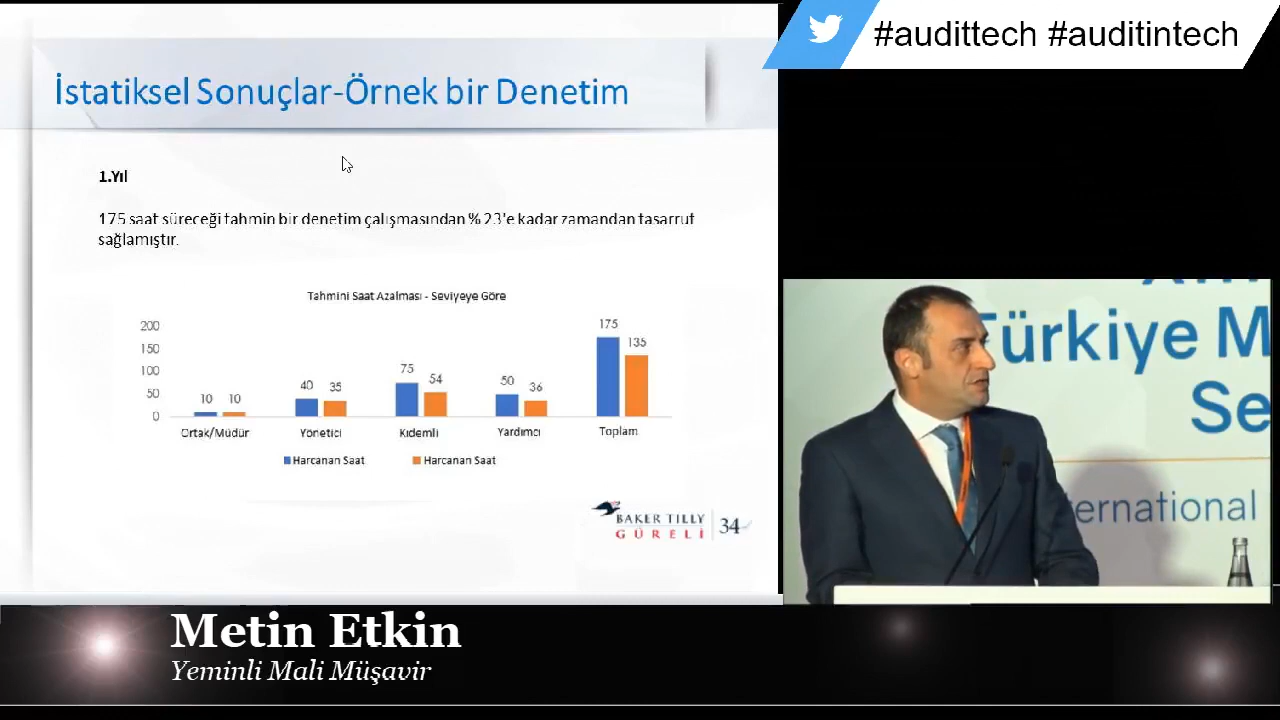 #audittech #auditintech
İstatiksel Sonuçlar-Örnek bir Denetim
1.Yıl
175 saat süreceği tahmin bir denetim çalışmasından % 23'e kadar zamandan tasarruf
sağlamıştır.
Tahmini Saat Azalması - Seviyeye Göre
200
150
100
50
0
10 10
40 35
75 54
50 36
175 135
Ortak/Müdür Yönetici Kıdemli Yardımcı Toplam
Harcanan Saat Harcanan Saat
BAKER TILLY
GÜRELİ
34
Türkiye M
Se
ernational
Metin Etkin
Yeminli Mali Müşavir